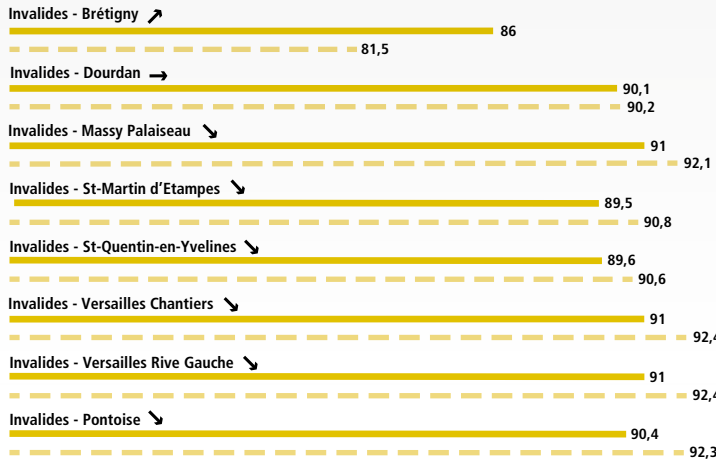 Invalides - Brétigny
86
81,5
Invalides - Dourdan
90,1
90,2
Invalides - Massy Palaiseau
91
92,1
Invalides - St-Martin d'Etampes
89,5
90,8
Invalides - St-Quentin-en-Yvelines
89,6
90,6
Invalides - Versailles Chantiers
91
92,4
Invalides - Versailles Rive Gauche
91
92,4
Invalides - Pontoise
90,4
92,3